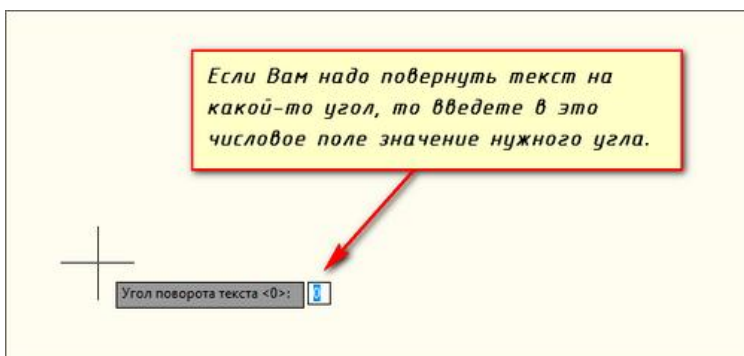 Если Вам надо повернуть текст на
какой-то угол, то введете в это
числовое поле значение нужного угла.
Угол поворота текста <0>: 0